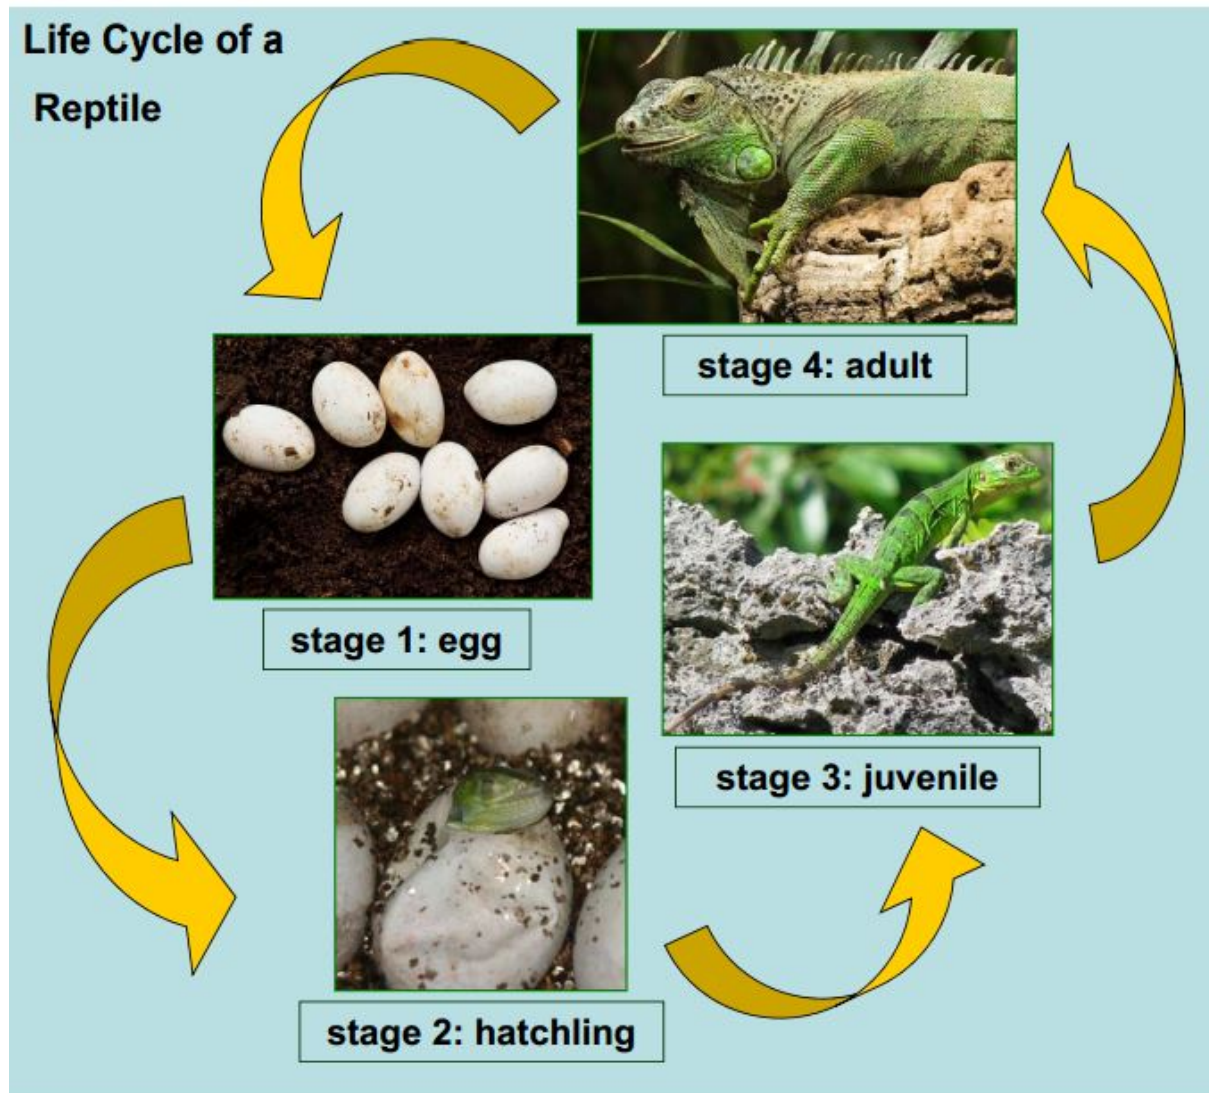 Life Cycle of a
Reptile
stage 4: adult
stage 1: egg
stage 3: juvenile
stage 2: hatchling